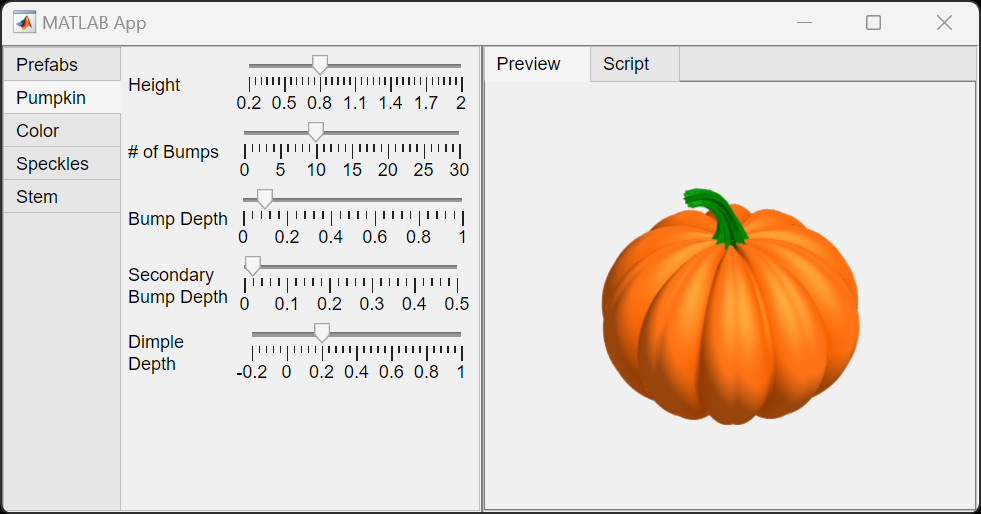 MATLAB App
Prefabs
Pumpkin
Color
Speckles
Stem
Height
0.2 0.5 0.8 1.1 1.4 1.7 2
# of Bumps
0 5 10 15 20 25 30
Bump Depth
0 0.2 0.4 0.6 0.8 1
Secondary
Bump Depth
0 0.1 0.2 0.3 0.4 0.5
Dimple
Depth
-0.2 0 0.2 0.4 0.6 0.8 1
Preview Script